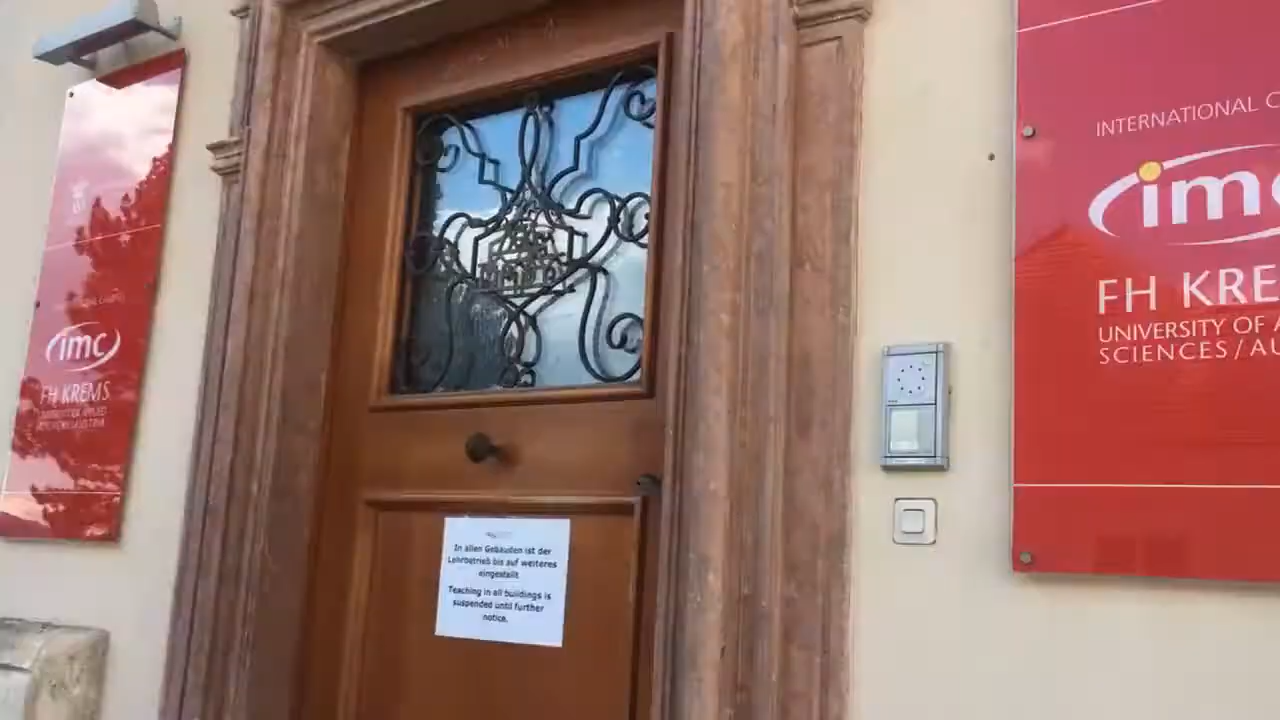 imc
FH KREMS
In allen Gebäuden ist der
Lehrbetrieb bis auf weiteres
eingestellt
Teaching in all buildings is
suspended until further
notice.
INTERNATIONAL C
imc
FH KRE
UNIVERSITY OF
SCIENCES / AU